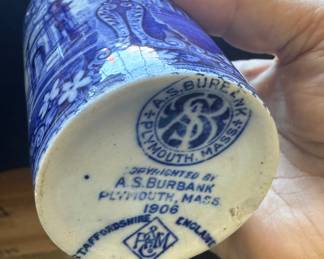 A.S. BURBANK
PLYMOUTH, MASS.
COPYRIGHTED BY
A.S.BURBANK
PLYMOUTH, MASS.
1906
STAFFORDSHIRE ENGLAND